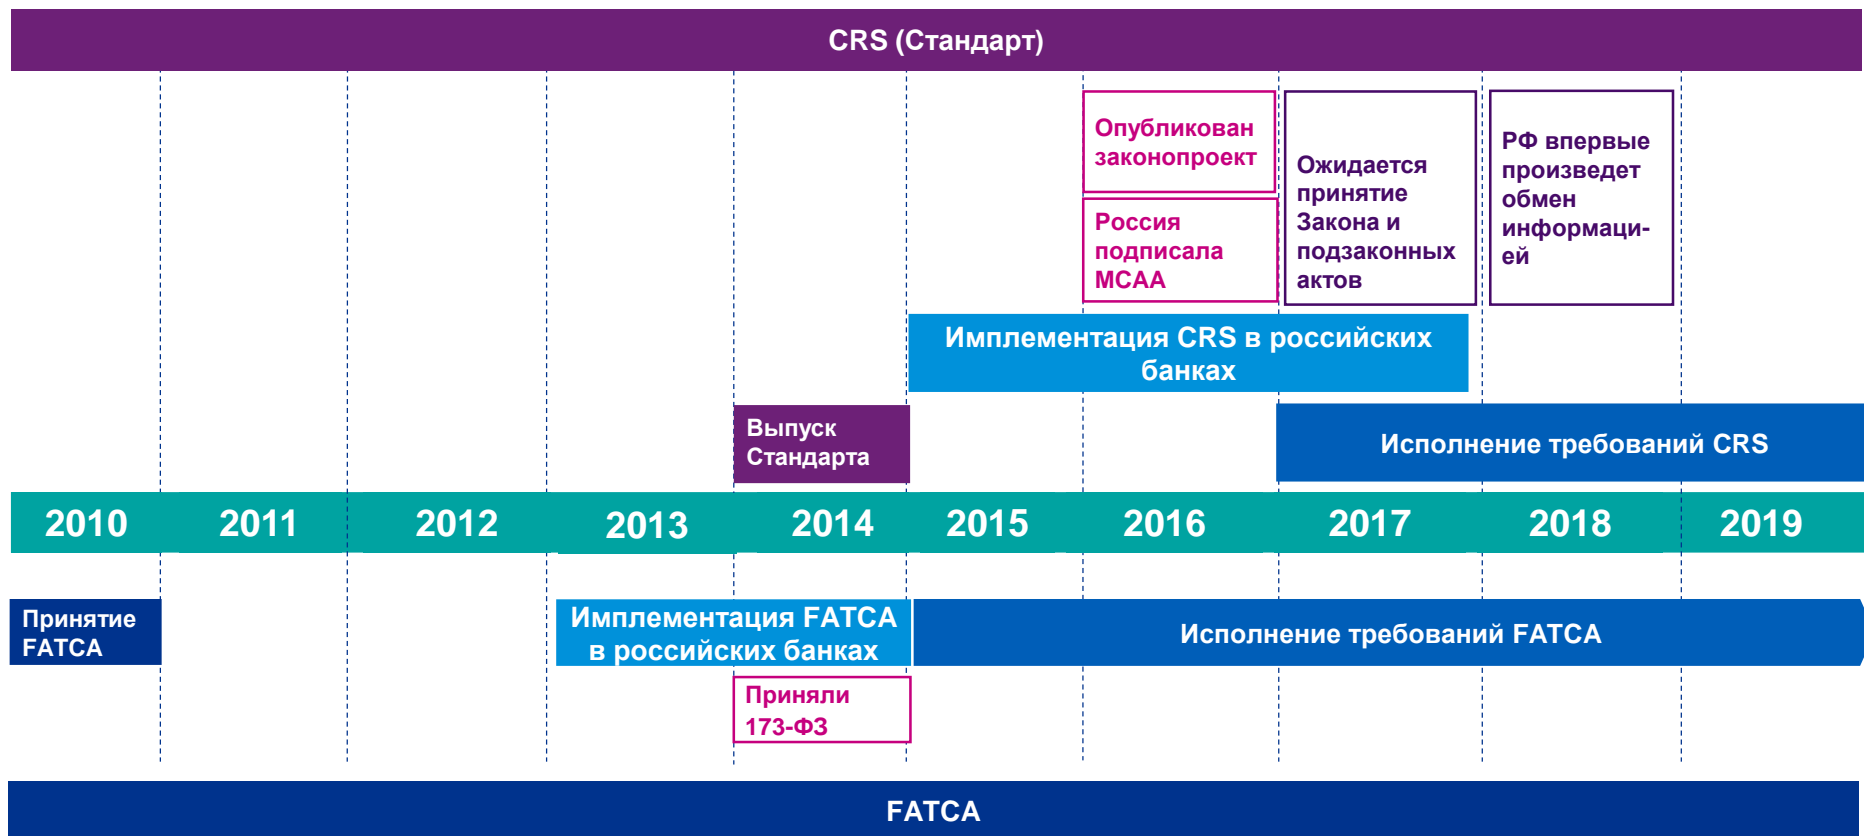 CRS (Стандарт)
Опубликован
законопроект
Россия
подписала
MCAA
Ожидается
принятие
Закона и
подзаконных
актов
РФ впервые
произведет
обмен
информаци-
ей
Имплементация CRS в российских
банках
Выпуск
Стандарта
Исполнение требований CRS
2010 2011 2012 2013 2014 2015 2016 2017 2018 2019
Принятие
FATCA
Имплементация FATCA
в российских банках
Исполнение требований FATCA
Приняли
173-ФЗ
FATCA